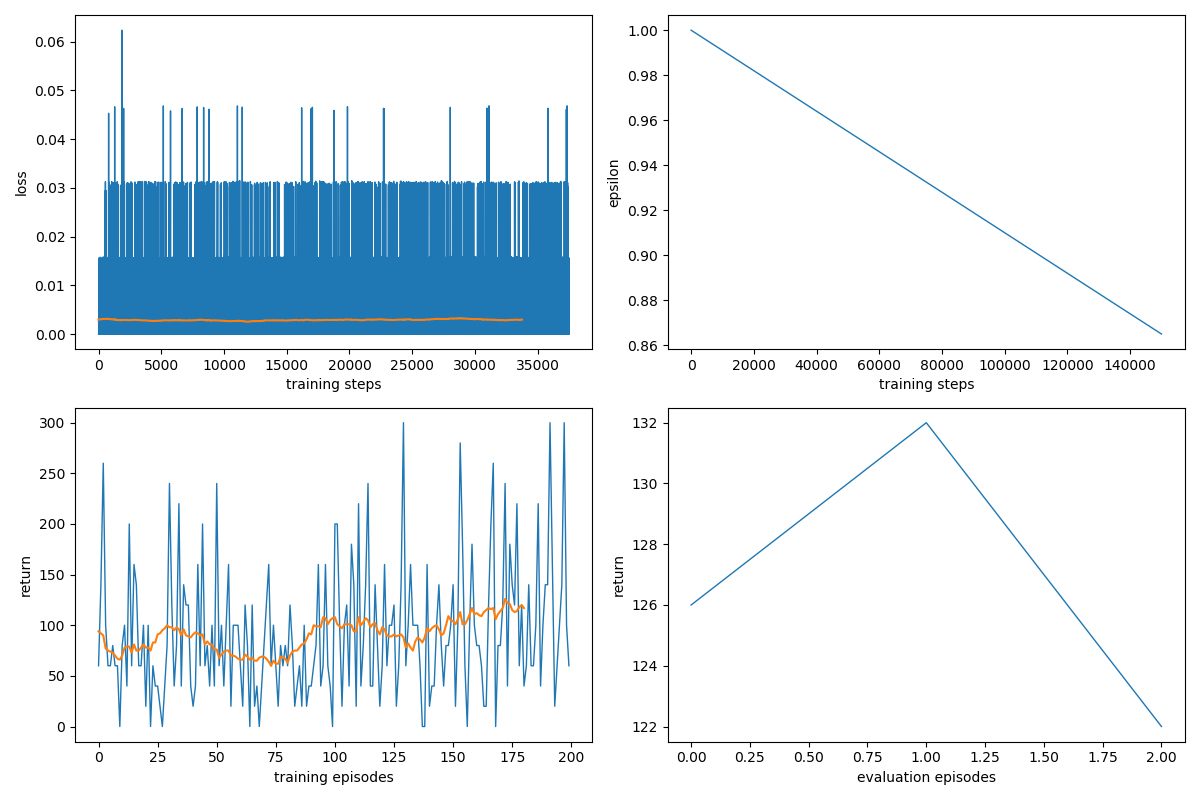 0.06
0.05
0.04
0.03
0.02
0.01
0.00
loss
0 5000 10000 15000 20000 25000 30000 35000
training steps
1.00
0.98
0.96
0.94
0.92
0.90
0.88
0.86
epsilon
0 20000 40000 60000 80000 100000 120000 140000
training steps
300
250
200
150
100
50
0
return
0 25 50 75 100 125 150 175 200
training episodes
132
130
128
126
124
122
return
0.00 0.25 0.50 0.75 1.00 1.25 1.50 1.75 2.00
evaluation episodes